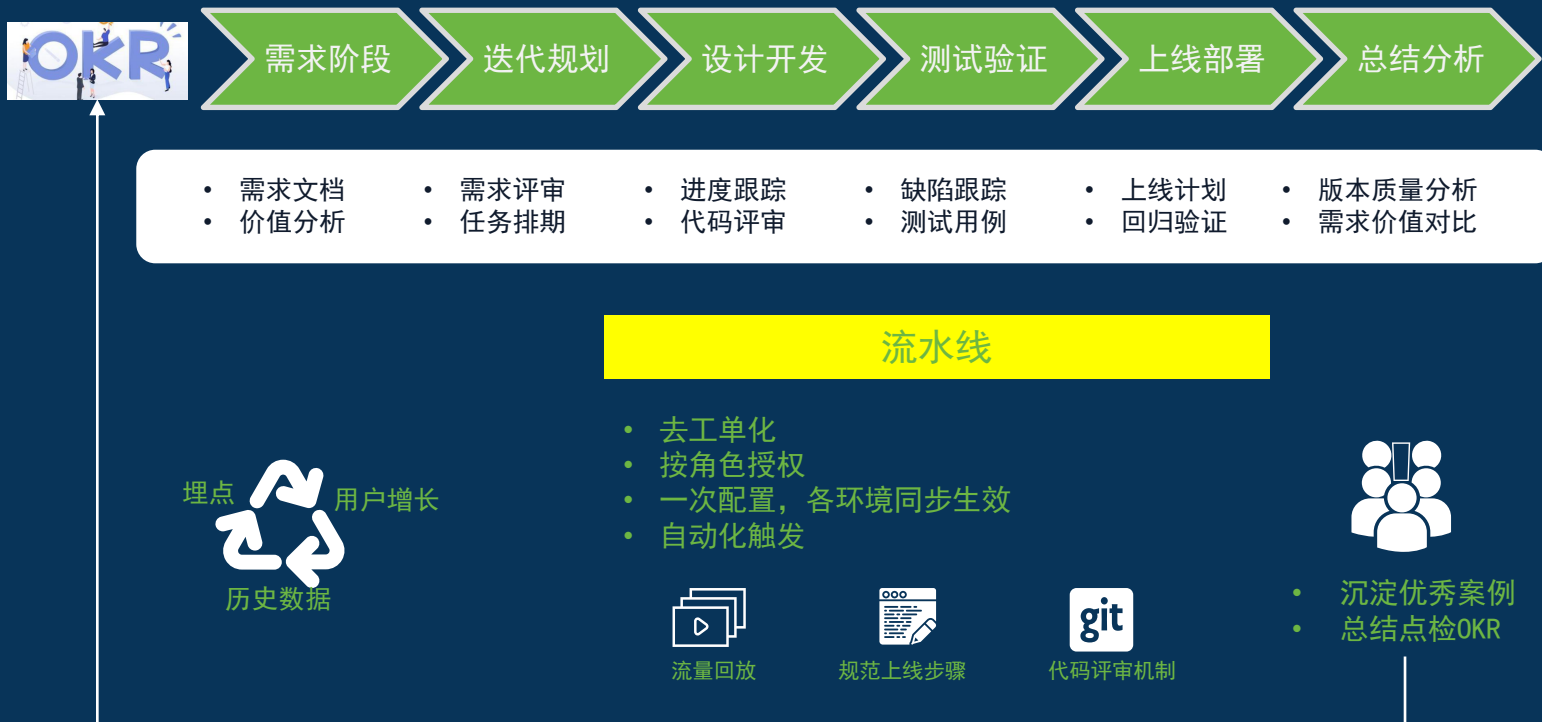 OKR
需求阶段
迭代规划
设计开发
测试验证
上线部署
总结分析
• 需求文档
• 价值分析
• 需求评审
• 任务排期
• 进度跟踪
• 代码评审
• 缺陷跟踪
• 测试用例
• 上线计划
• 回归验证
• 版本质量分析
• 需求价值对比
流水线
• 去工单化
• 按角色授权
• 一次配置，各环境同步生效
• 自动化触发
埋点
用户增长
历史数据
流量回放
规范上线步骤
git
代码评审机制
• 沉淀优秀案例
• 总结点检OKR